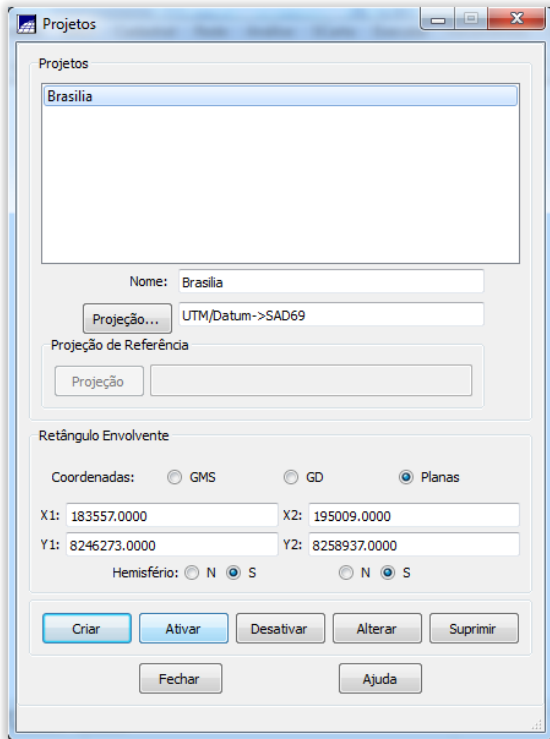 Projetos
Projetos
Brasilia
Nome: Brasilia
Projeção... UTM/Datum->SAD69
Projeção de Referência
Projeção
Retângulo Envolvente
Coordenadas: GMS GD Planas
X1: 183557.0000 X2: 195009.0000
Y1: 8246273.0000 Y2: 8258937.0000
Hemisfério: N S N S
Criar Ativar Desativar Alterar Suprimir
Fechar Ajuda